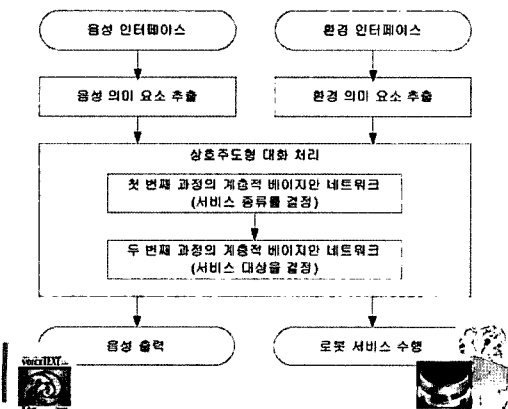 음성 인터페이스
환경 인터페이스
음성 의미 요소 추출
환경 의미 요소 추출
상호주도형 대화 처리
첫 번째 과정의 계층적 베이지만 네트워크
(서비스 종류를 결정)
두 번째 과정의 계층적 베이지만 네트워크
(서비스 대상을 결정)
음성 출력
로봇 서비스 수행
VOICETEXT